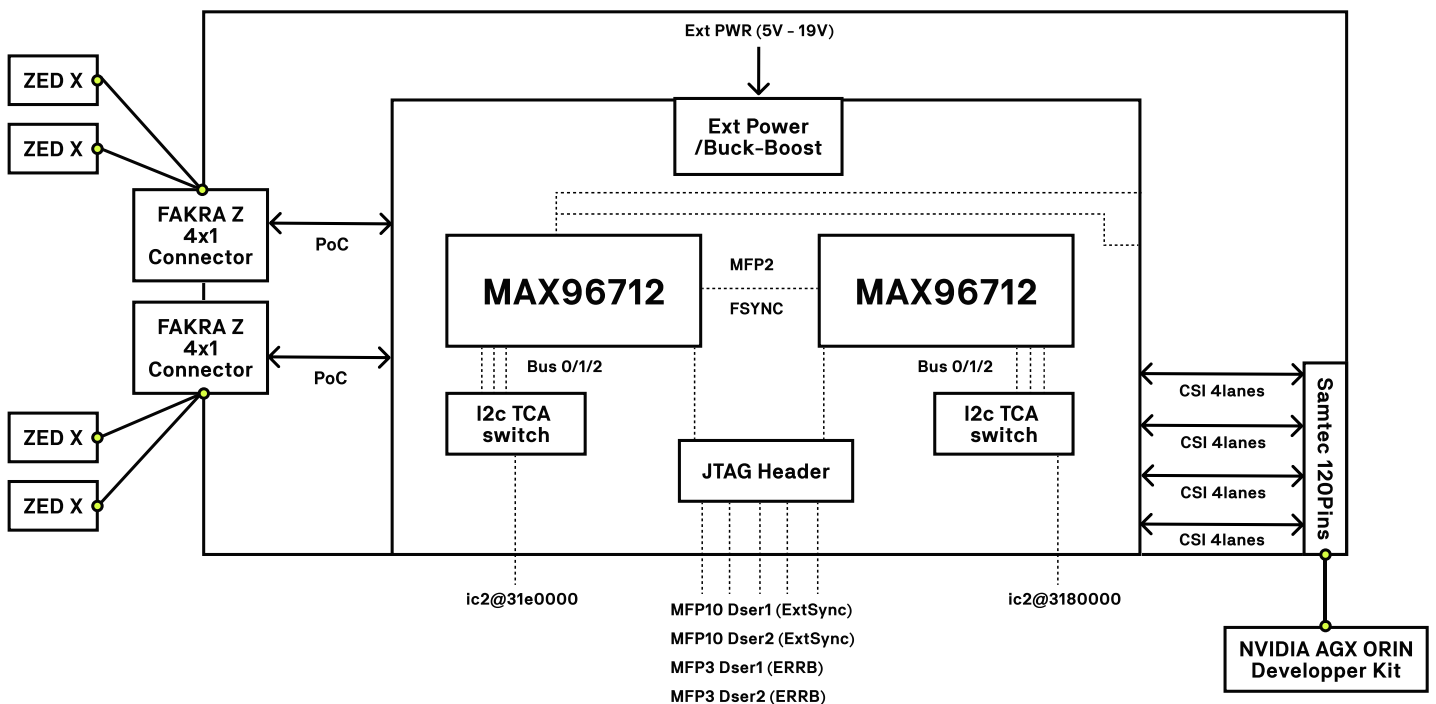 Ext PWR (5V - 19V)
ZED X
ZED X
Ext Power
/Buck-Boost
FAKRA Z
4x1
Connector
PoC
MAX96712
MFP2
FSYNC
MAX96712
FAKRA Z
4x1
Connector
PoC
Bus 0/1/2
Bus 0/1/2
I2c TCA
switch
I2c TCA
switch
JTAG Header
CSI 4lanes
CSI 4lanes
CSI 4lanes
CSI 4lanes
Samtec 120Pins
ZED X
ZED X
ic2@31e0000
ic2@3180000
MFP10 Dser1 (ExtSync)
MFP10 Dser2 (ExtSync)
MFP3 Dser1 (ERRB)
MFP3 Dser2 (ERRB)
NVIDIA AGX ORIN
Developper Kit